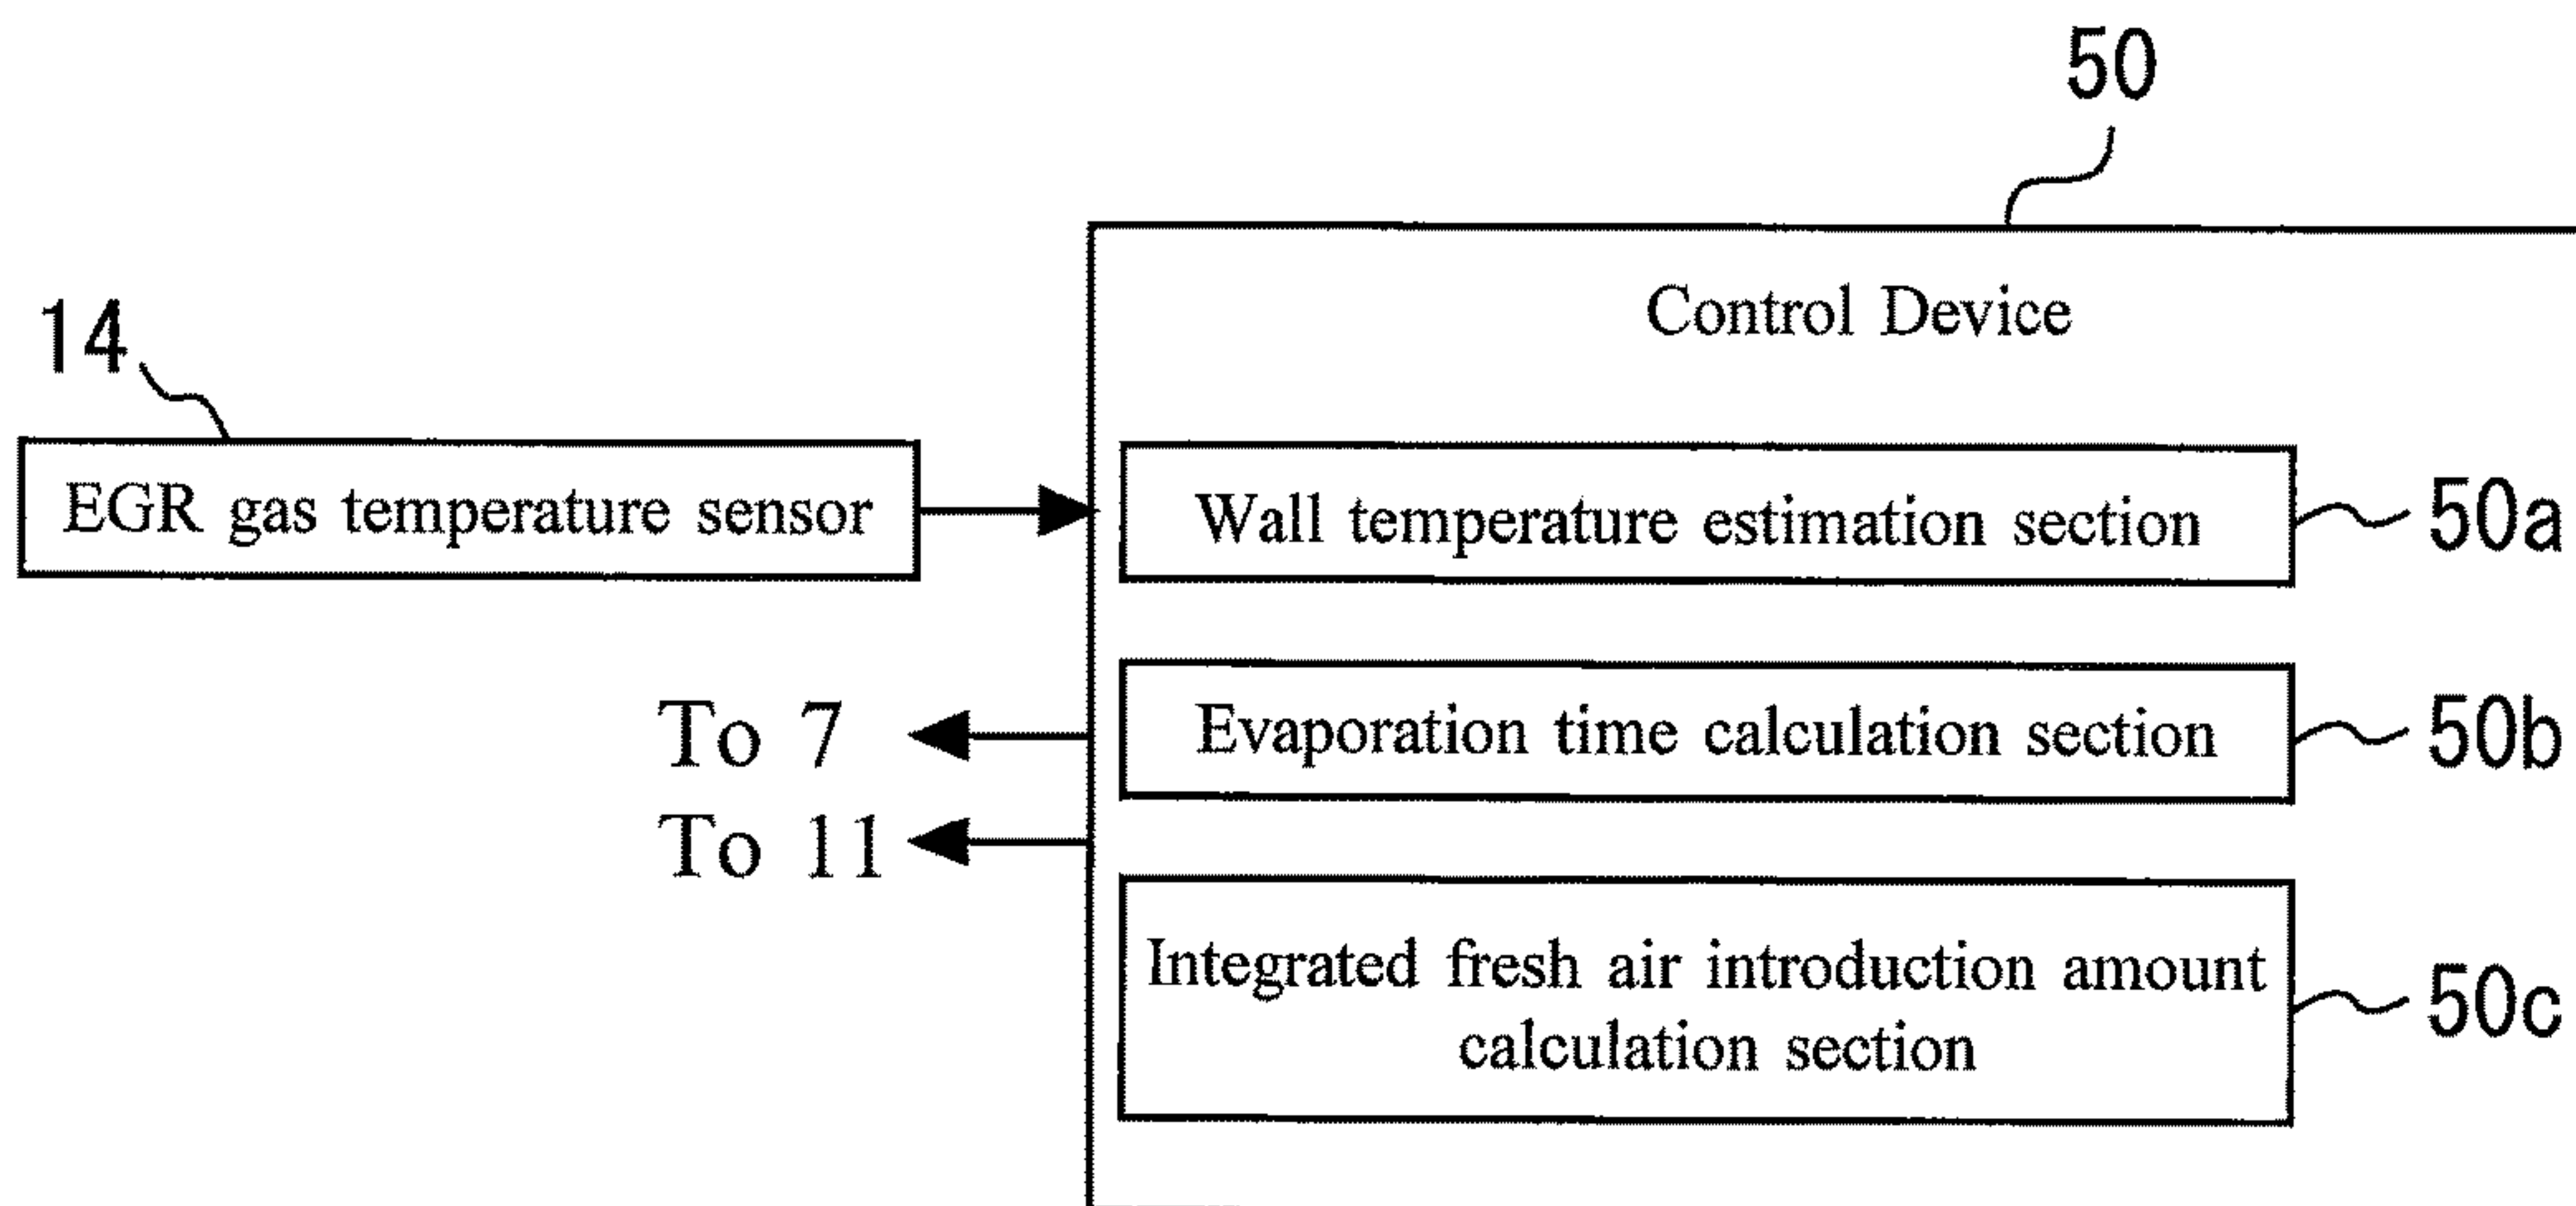 50
Control Device
14
EGR gas temperature sensor
Wall temperature estimation section
50a
To 7
Evaporation time calculation section
50b
To 11
Integrated fresh air introduction amount
calculation section
50c